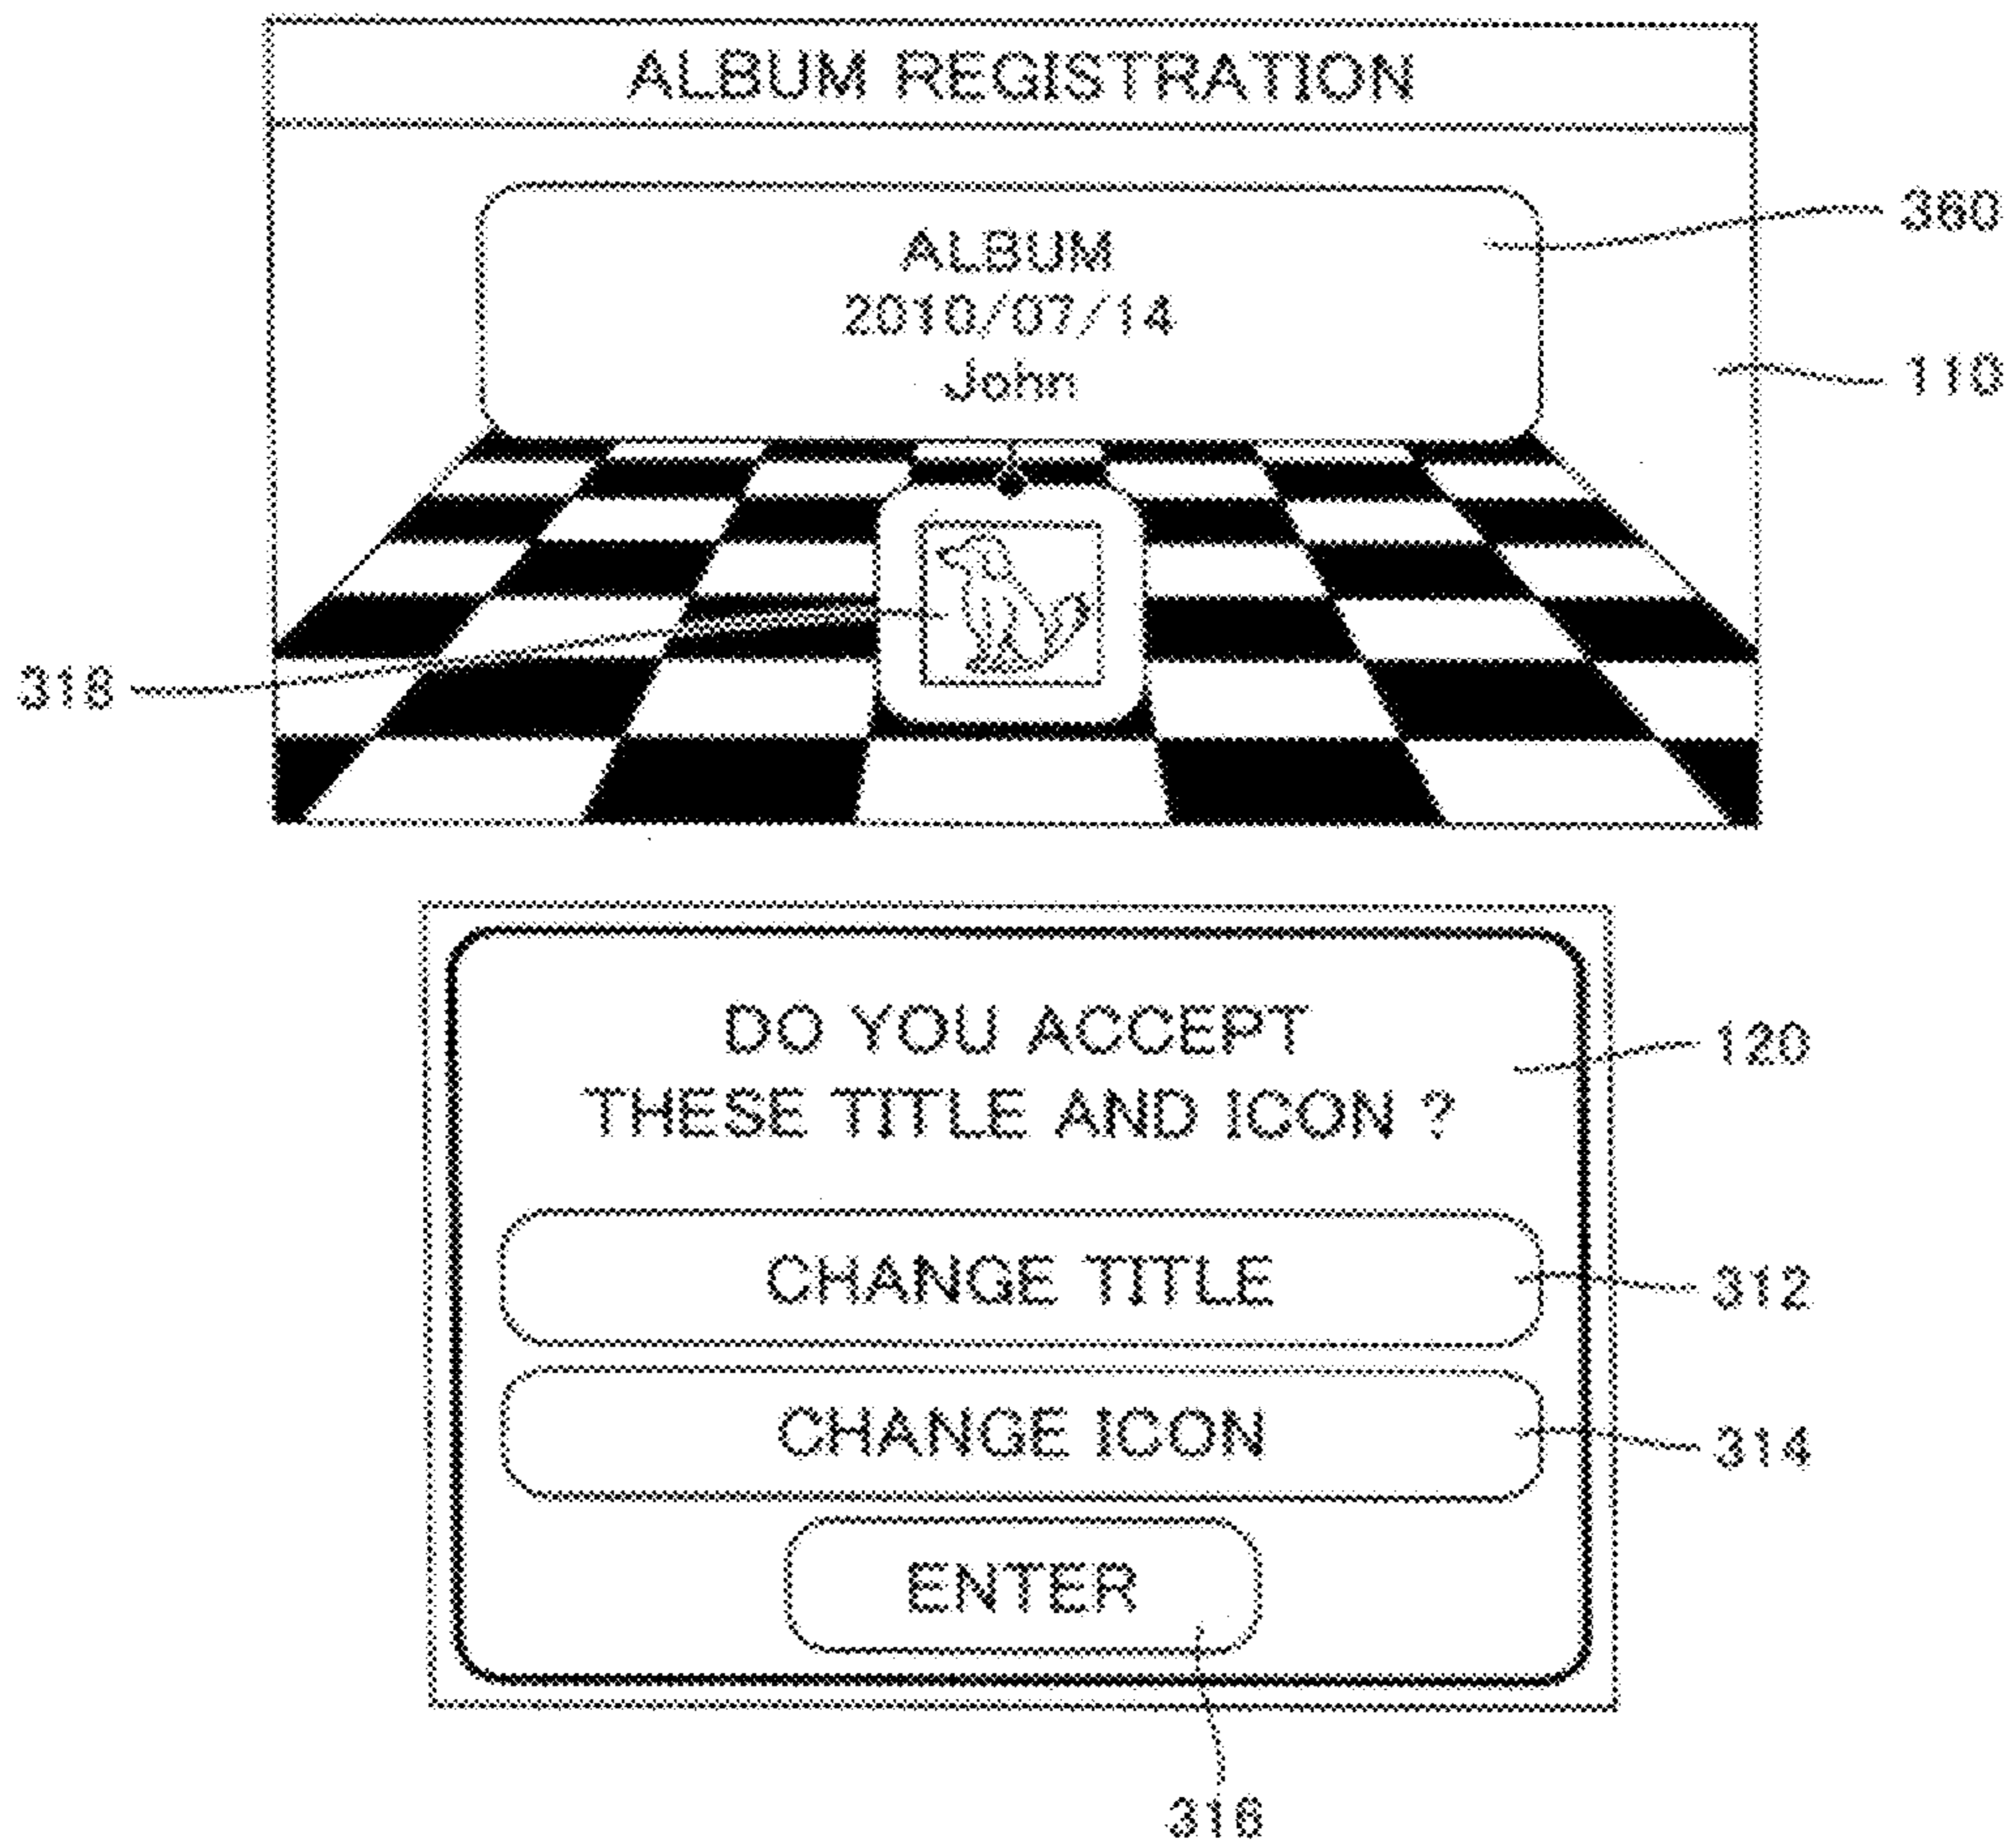 ALBUM REGISTRATION
ALBUM
2010/07/14
John
360
110
318
DO YOU ACCEPT
THESE TITLE AND ICON ?
120
CHANGE TITLE
312
CHANGE ICON
314
ENTER
316